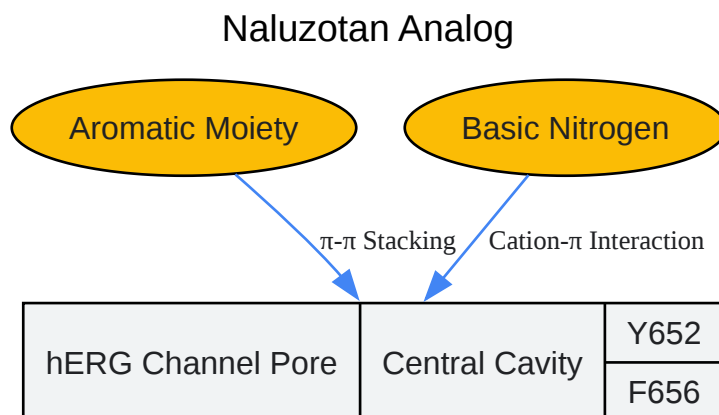 Naluzotan Analog
Aromatic Moiety
Basic Nitrogen
π-π Stacking
Cation-π Interaction
hERG Channel Pore
Central Cavity
Y652
F656